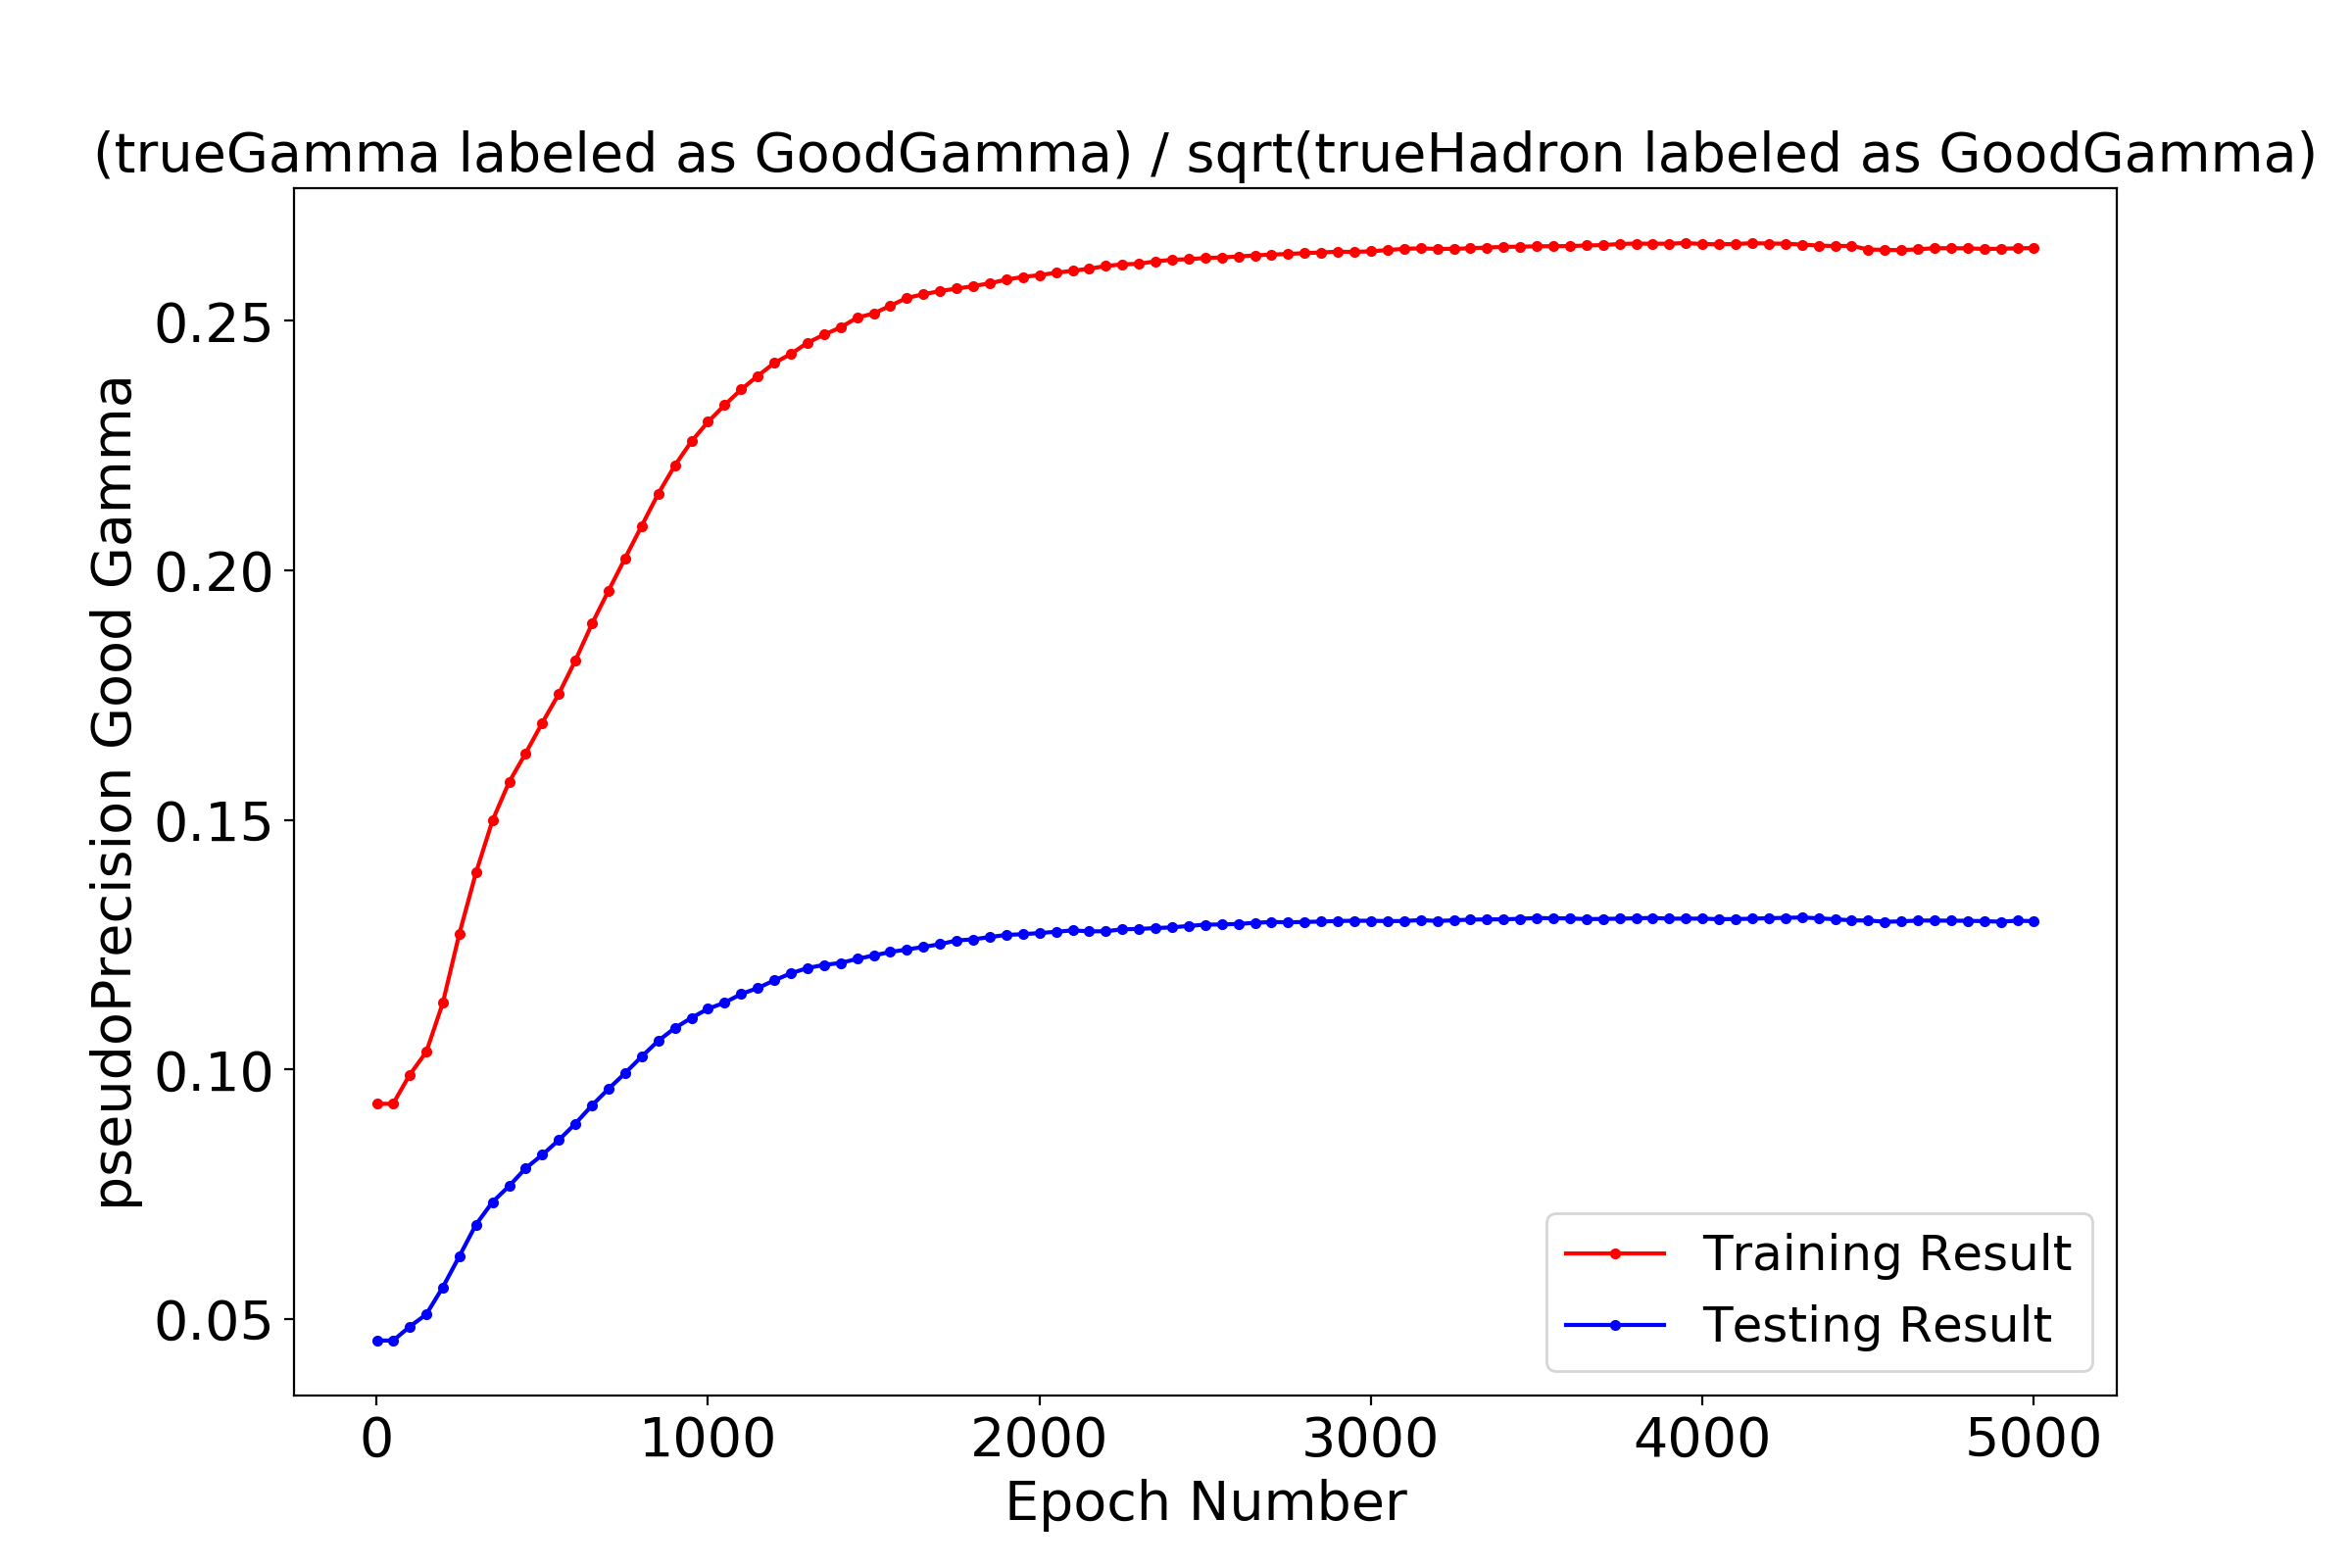 (trueGamma labeled as GoodGamma) / sqrt(trueHadron labeled as GoodGamma)
pseudoPrecision Good Gamma
0.25
0.20
0.15
0.10
0.05
Training Result
Testing Result
0 1000 2000 3000 4000 5000
Epoch Number